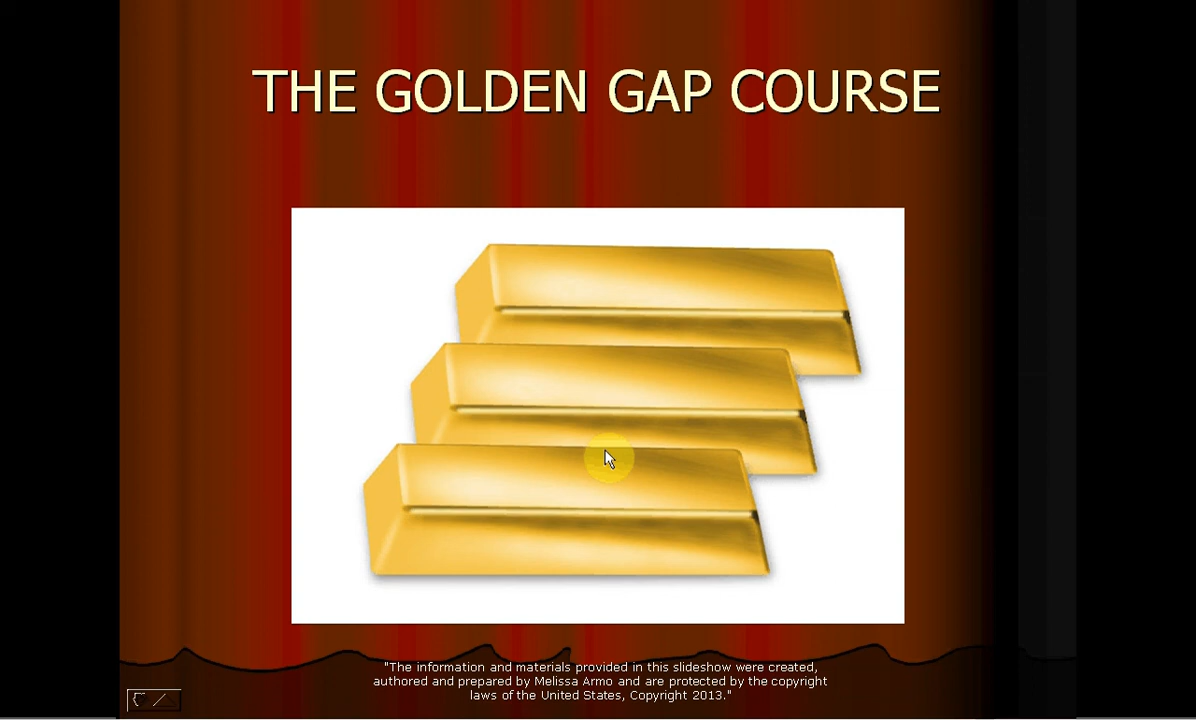 THE GOLDEN GAP COURSE
"The information and materials provided in this slideshow were created,
authored and prepared by Melissa Armo and are protected by the copyright
laws of the United States, Copyright 2013."